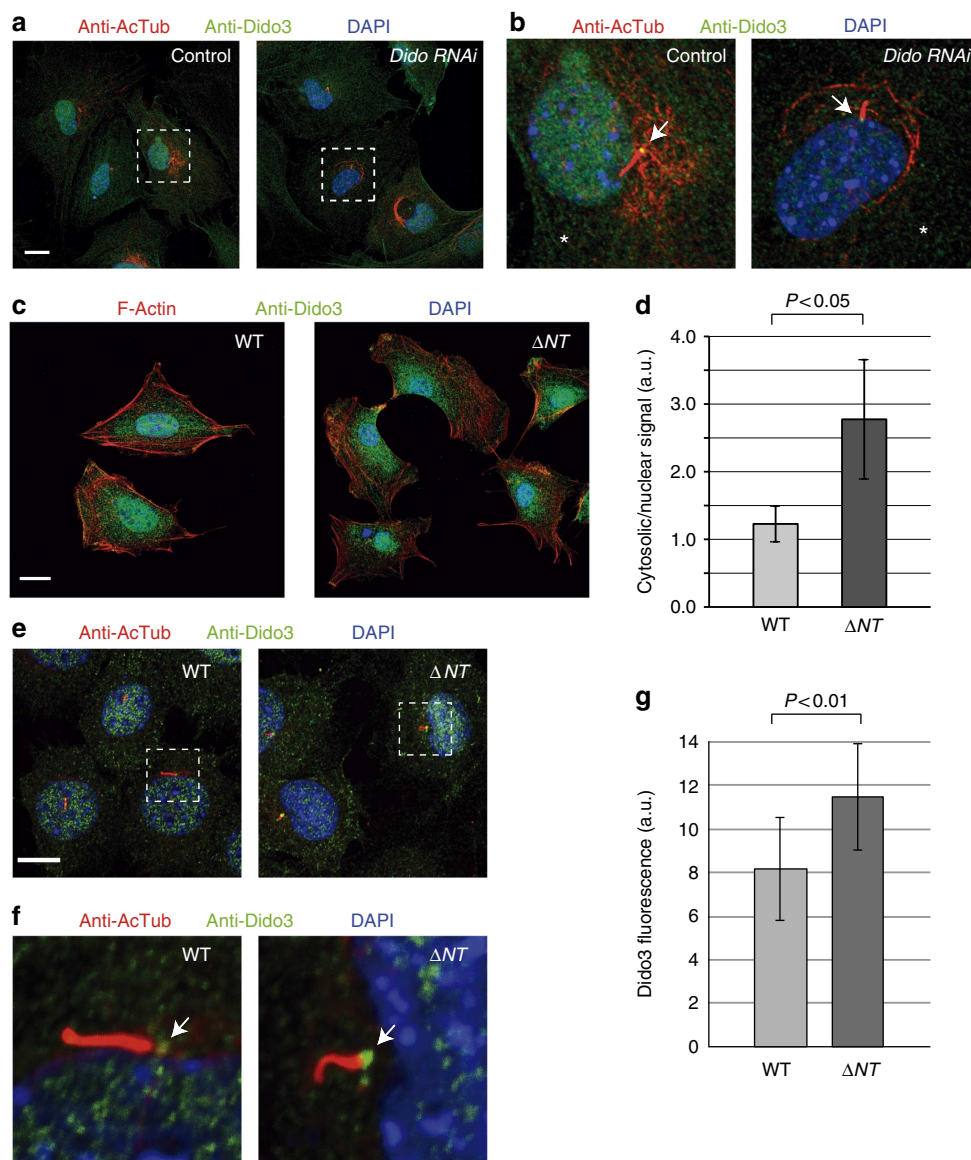 a
Anti-AcTub Anti-Dido3 DAPI
Control
Dido RNAi
b
Anti-AcTub Anti-Dido3 DAPI
Control
Dido RNAi
*
*
c
F-Actin Anti-Dido3 DAPI
WT
ΔNT
d
P<0.05
4.0
3.0
2.0
1.0
0.0
Cytosolic/nuclear signal (a.u.)
WT ΔNT
e
Anti-AcTub Anti-Dido3 DAPI
WT
ΔNT
f
Anti-AcTub Anti-Dido3 DAPI
WT
ΔNT
g
P<0.01
14
12
10
8
6
4
2
0
Dido3 fluorescence (a.u.)
WT ΔNT